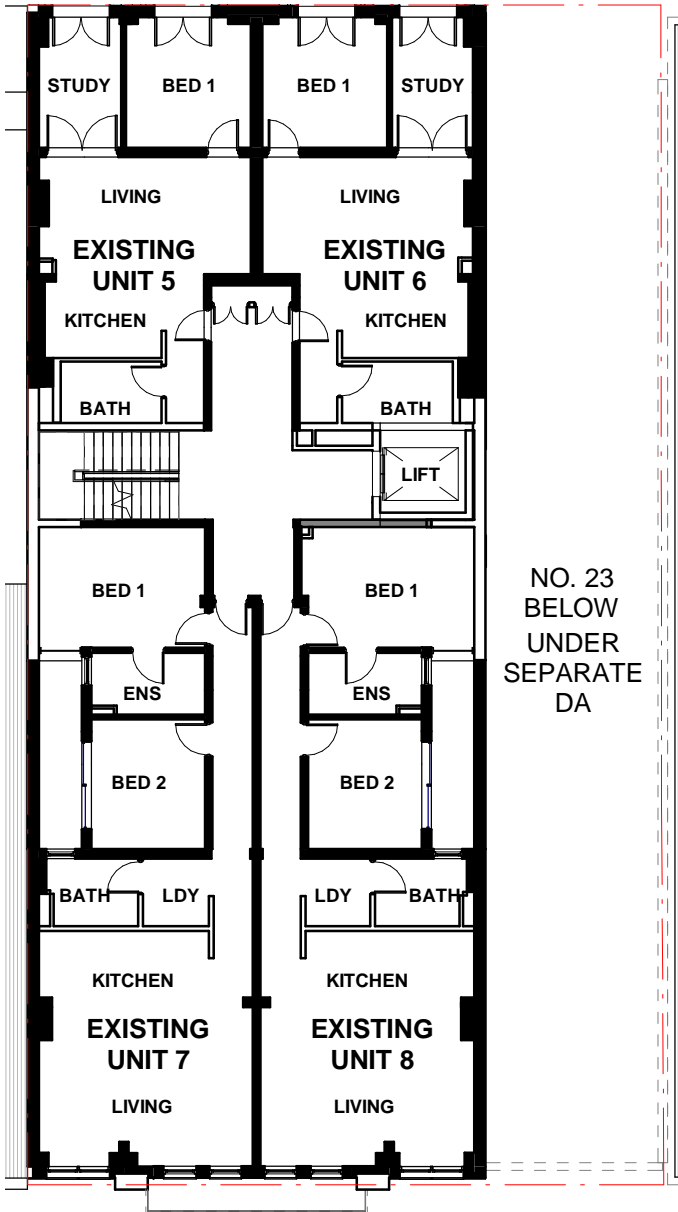 STUDY
BED 1
BED 1
STUDY
LIVING
LIVING
EXISTING
UNIT 5
EXISTING
UNIT 6
KITCHEN
KITCHEN
BATH
BATH
LIFT
BED 1
BED 1
NO. 23
BELOW
UNDER
SEPARATE
DA
ENS
ENS
BED 2
BED 2
BATH
LDY
LDY
BATH
KITCHEN
KITCHEN
EXISTING
UNIT 7
EXISTING
UNIT 8
LIVING
LIVING